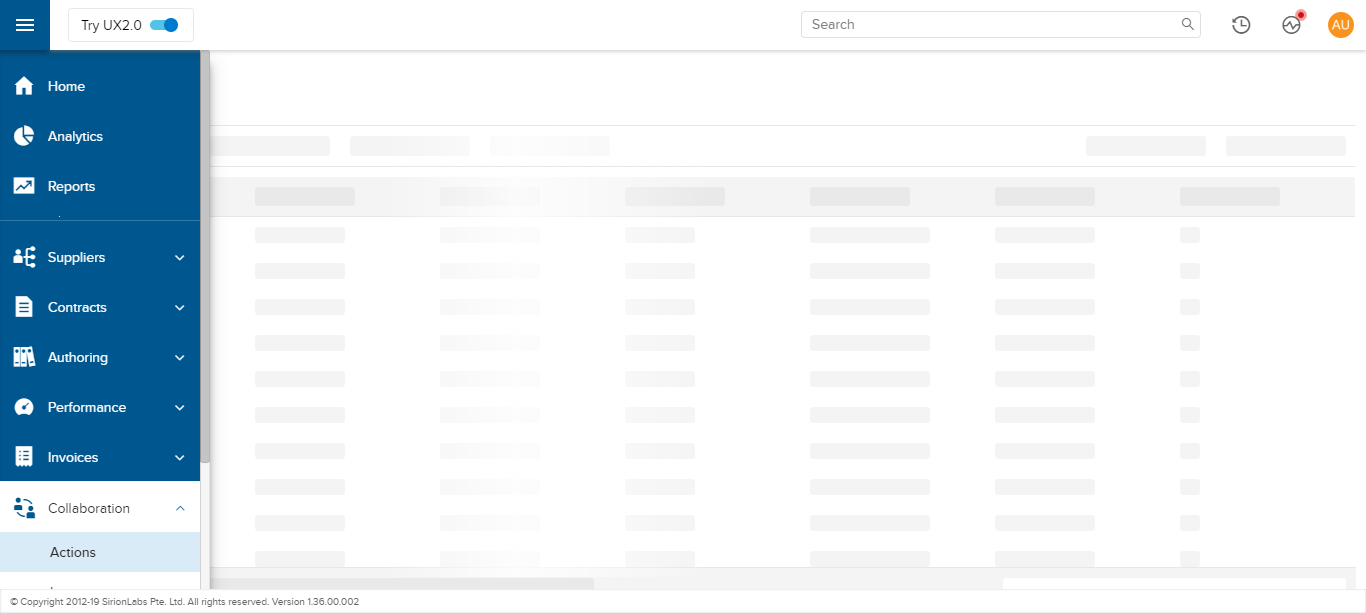 Try UX2.0
Search
AU
Home
Analytics
Reports
Suppliers
Contracts
Authoring
Performance
Invoices
Collaboration
Actions
© Copyright 2012-19 SirionLabs Pte. Ltd. All rights reserved. Version 1.36.00.002